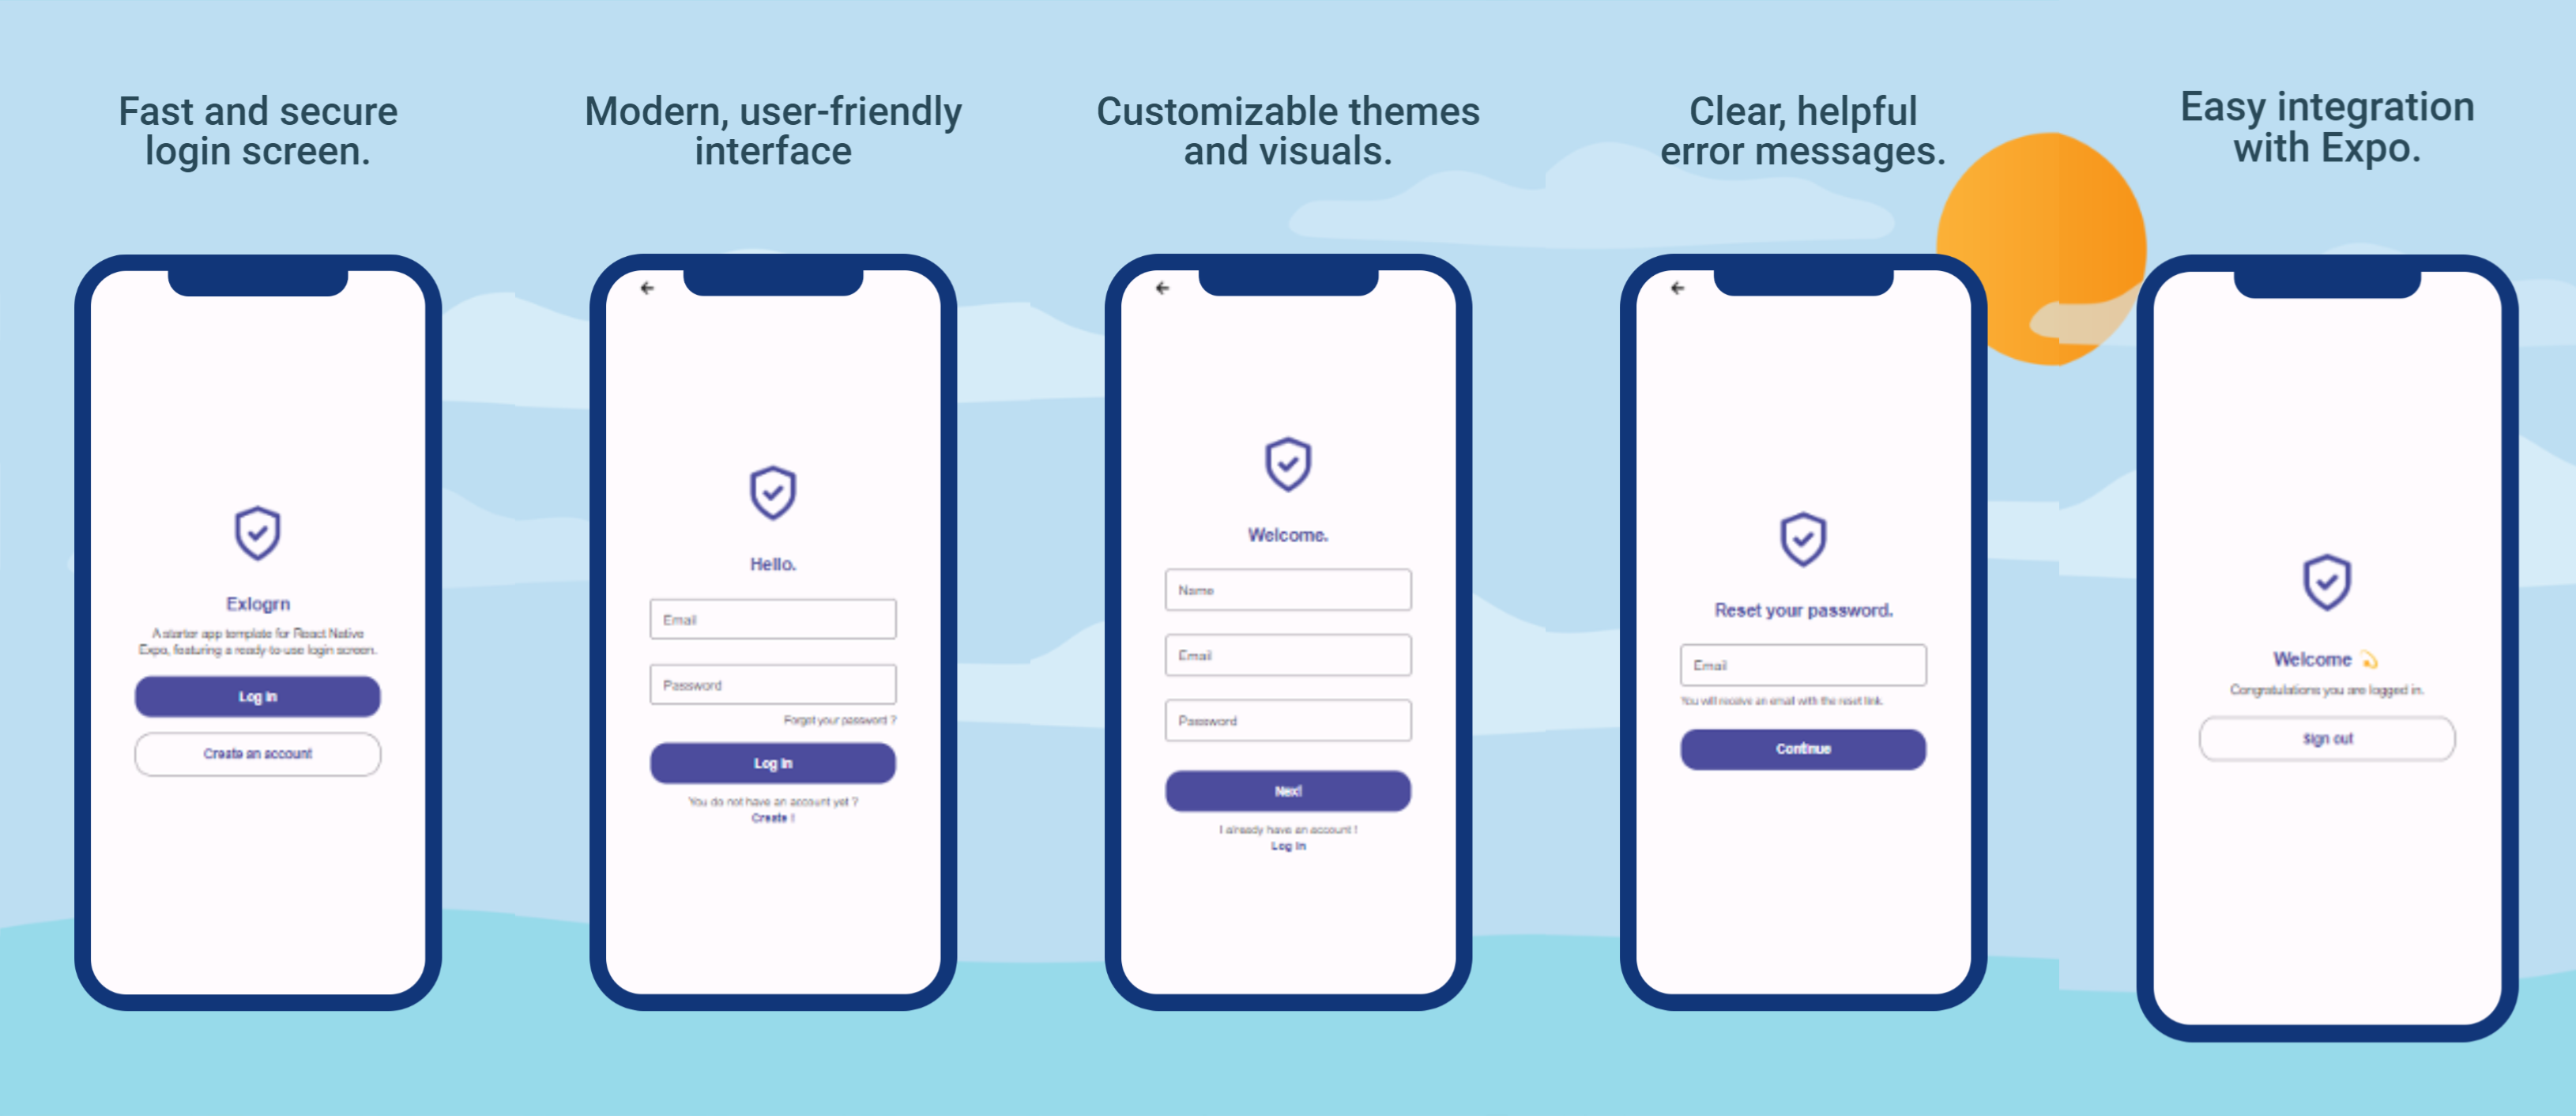 Fast and secure
login screen.
Exlogrn
A starter app template for React Native
Expo, featuring a ready-to-use login screen.
Log in
Create an account
Modern, user-friendly
interface
Hello.
Email
Password
Forgot your password ?
Log in
You do not have an account yet ?
Create !
Customizable themes
and visuals.
Welcome.
Name
Email
Password
Next
I already have an account !
Log in
Clear, helpful
error messages.
Reset your password.
Email
You will receive an email with the reset link.
Continue
Easy integration
with Expo.
Welcome 💫
Congratulations you are logged in.
Sign out